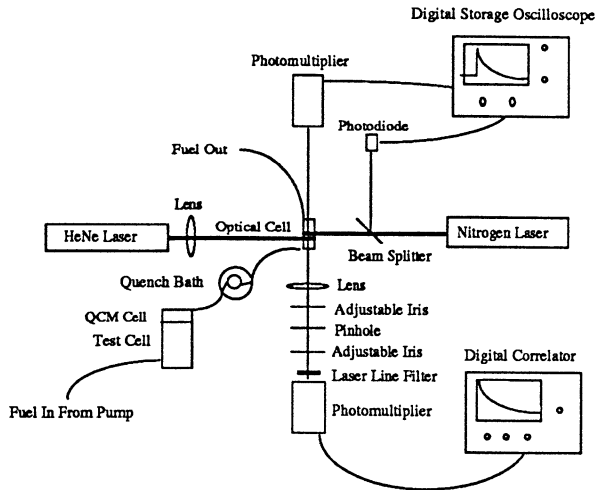 Digital Storage Oscilloscope
Photomultiplier
Photodiode
Fuel Out
Lens
Optical Cell
HeNe Laser
Nitrogen Laser
Beam Splitter
Quench Bath
Lens
Adjustable Iris
QCM Cell
Pinhole
Test Cell
Adjustable Iris
Digital Correlator
Laser Line Filter
Fuel In From Pump
Photomultiplier